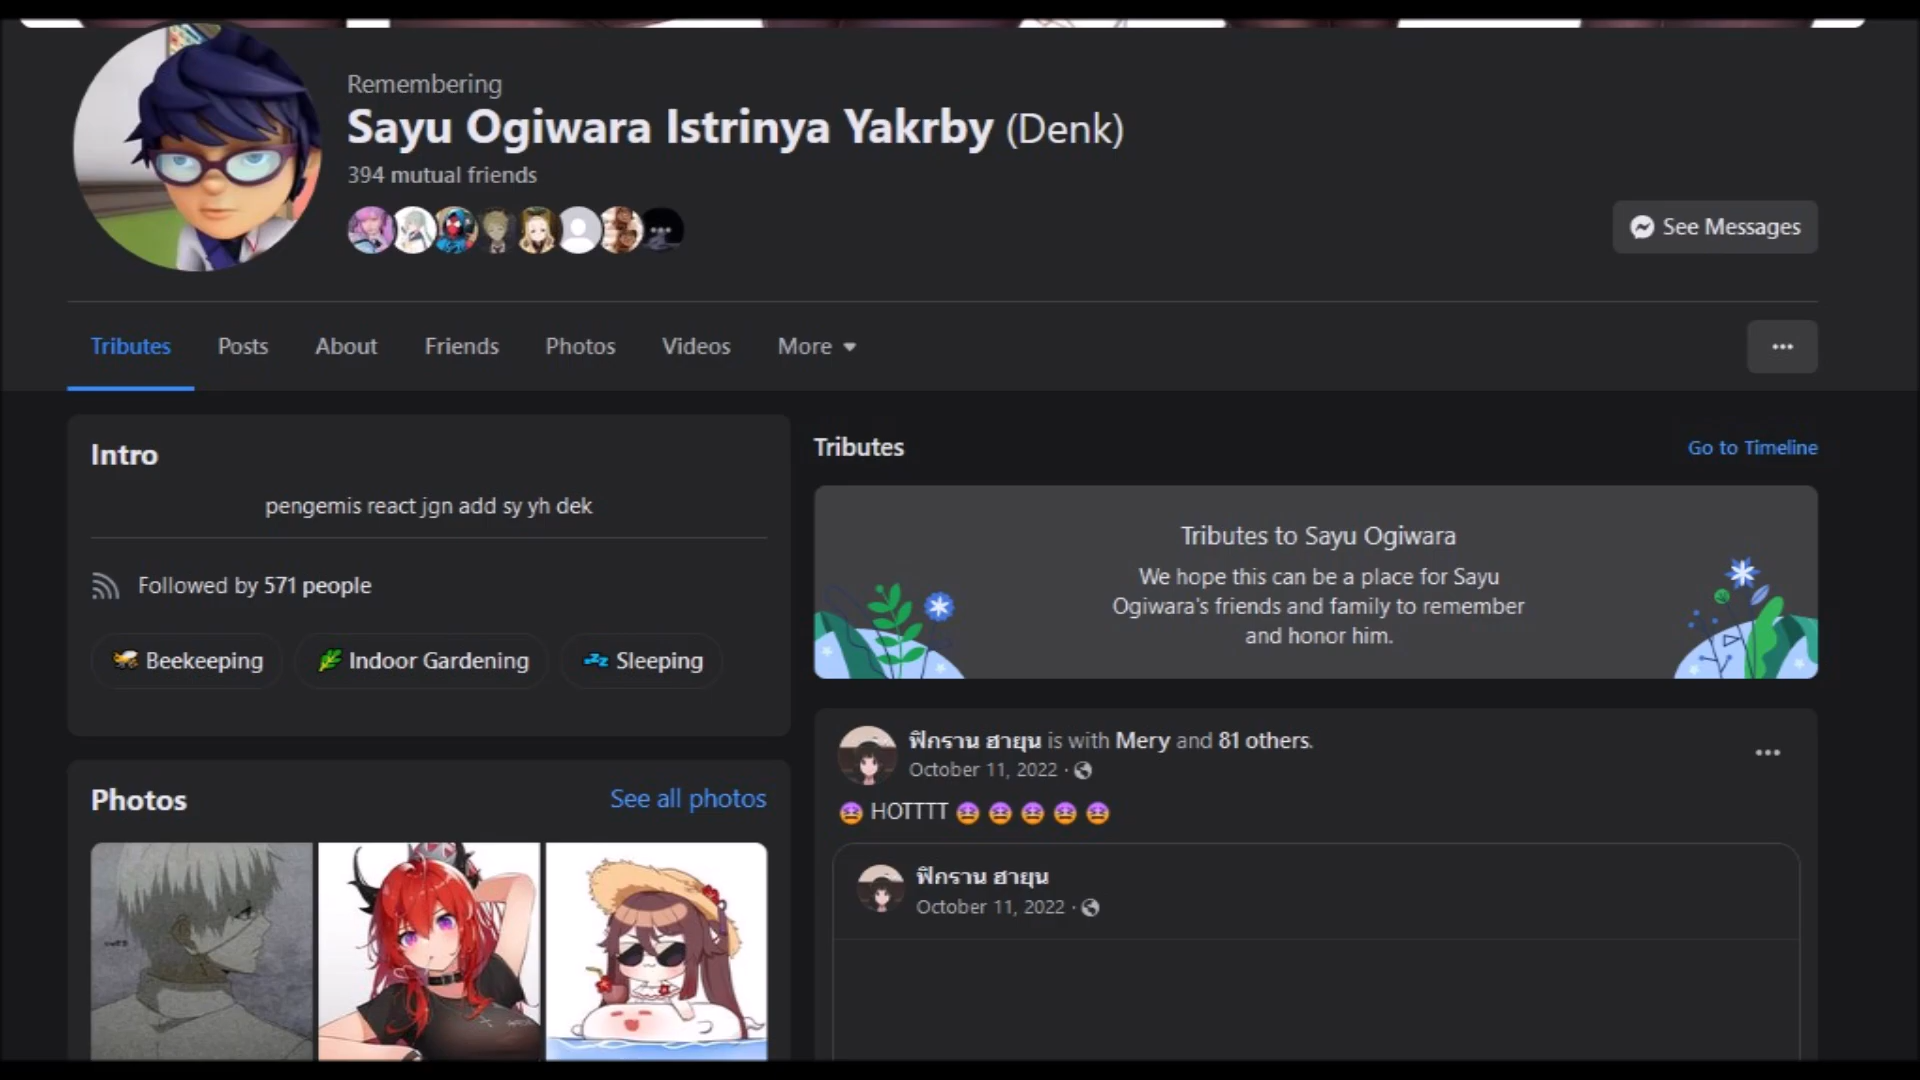 Remembering
Sayu Ogiwara Istrinya Yakrby (Denk)
394 mutual friends
See Messages
Tributes
Posts
About
Friends
Photos
Videos
More
Intro
pengemis react jgn add sy yh dek
Followed by 571 people
Beekeeping
Indoor Gardening
Sleeping
Photos
See all photos
Tributes
Go to Timeline
Tributes to Sayu Ogiwara
We hope this can be a place for Sayu
Ogiwara's friends and family to remember
and honor him.
ฟิกราน ฮายุน is with Mery and 81 others.
October 11, 2022 ·
😫 HOTTTT 😫 😫 😫 😫 😫
ฟิกราน ฮายุน
October 11, 2022 ·